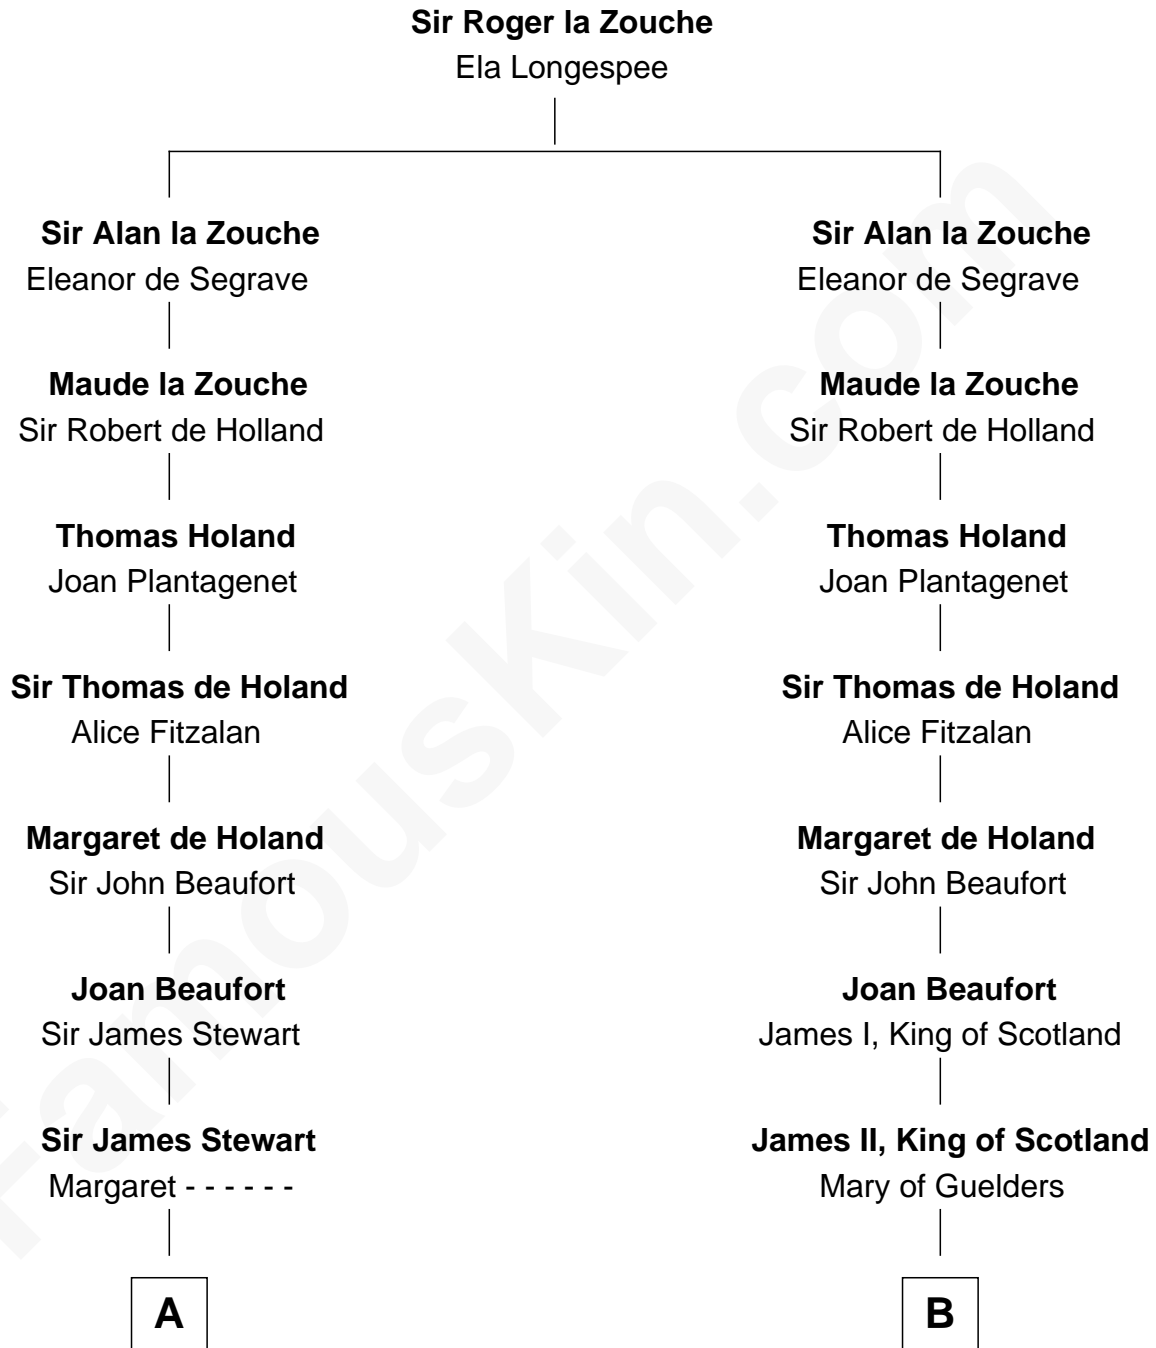 Sir Roger la Zouche
Ela Longespee
Sir Alan la Zouche
Eleanor de Segrave
Sir Alan la Zouche
Eleanor de Segrave
Maude la Zouche
Sir Robert de Holland
Maude la Zouche
Sir Robert de Holland
Thomas Holand
Joan Plantagenet
Thomas Holand
Joan Plantagenet
Sir Thomas de Holand
Alice Fitzalan
Sir Thomas de Holand
Alice Fitzalan
Margaret de Holand
Sir John Beaufort
Margaret de Holand
Sir John Beaufort
Joan Beaufort
Sir James Stewart
Joan Beaufort
James I, King of Scotland
Sir James Stewart
Margaret - - - - - -
James II, King of Scotland
Mary of Guelders
A
B
FamousKin.com